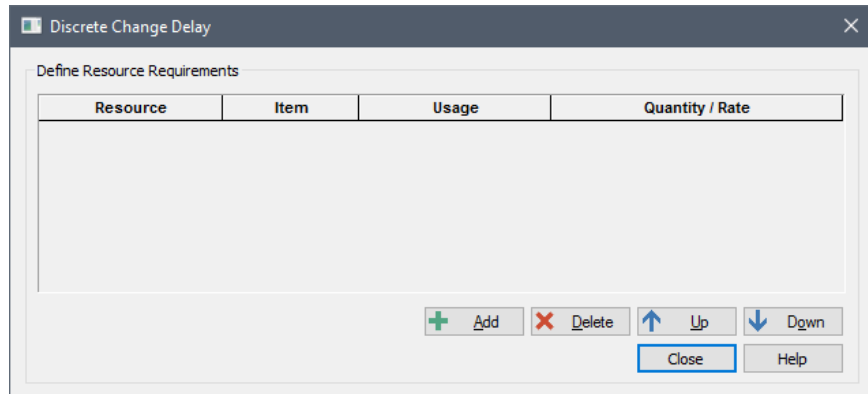 Discrete Change Delay
Define Resource Requirements
Resource Item Usage Quantity / Rate
Add Delete Up Down
Close Help